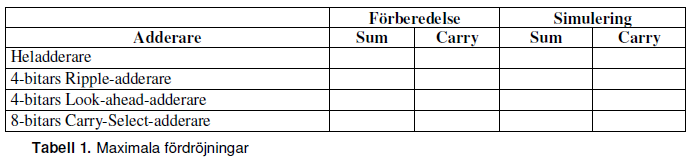 Förberedelse Simulering
Adderare Sum Carry Sum Carry
Heladderare
4-bitars Ripple-adderare
4-bitars Look-ahead-adderare
8-bitars Carry-Select-adderare
Tabell 1. Maximala fördröjningar